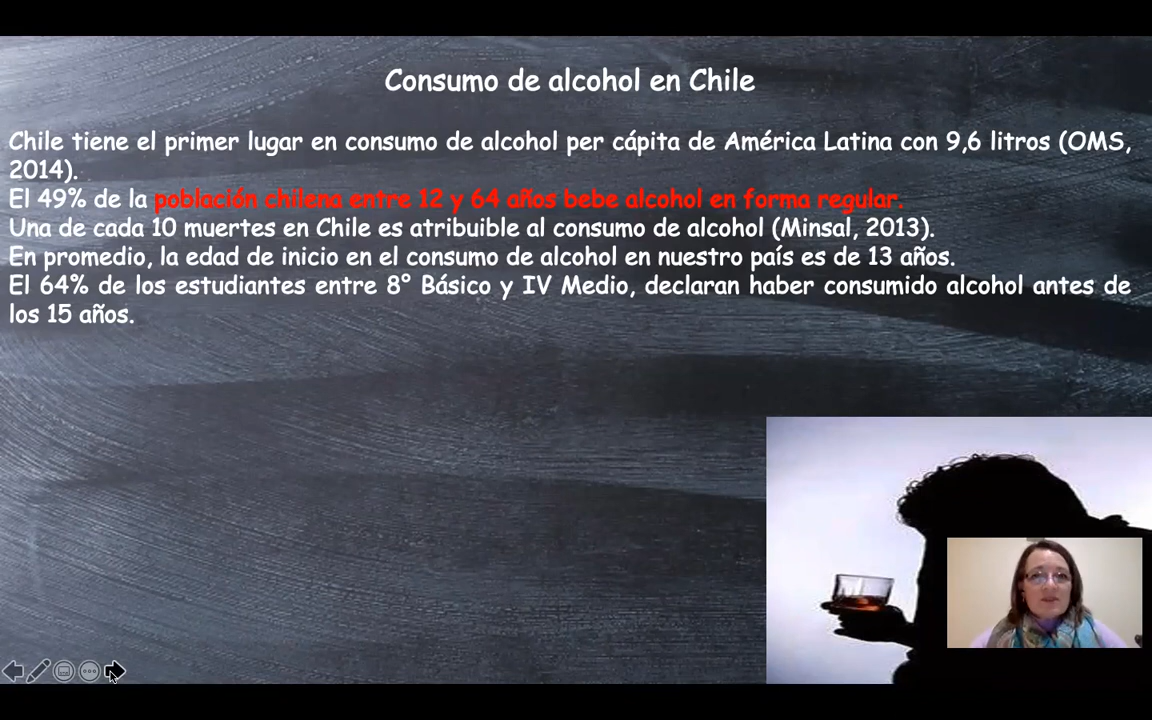 Consumo de alcohol en Chile
Chile tiene el primer lugar en consumo de alcohol per cápita de América Latina con 9,6 litros (OMS,
2014).
El 49% de la población chilena entre 12 y 64 años bebe alcohol en forma regular.
Una de cada 10 muertes en Chile es atribuible al consumo de alcohol (Minsal, 2013).
En promedio, la edad de inicio en el consumo de alcohol en nuestro país es de 13 años.
El 64% de los estudiantes entre 8° Básico y IV Medio, declaran haber consumido alcohol antes de
los 15 años.